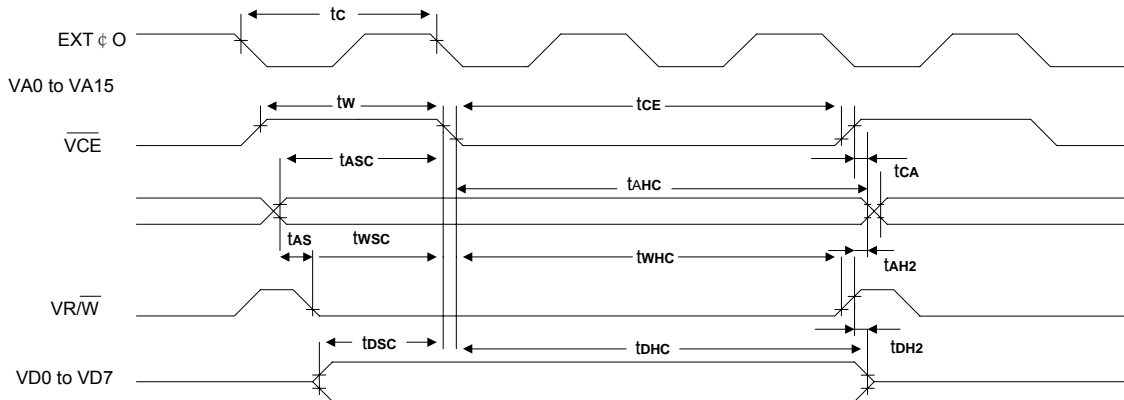 tC
EXT ¢ O
VA0 to VA15
tW
tCE
VCE
tASC
tCA
tAHC
tAS
tWSC
tWHC
tAH2
VR/W
tDSC
tDHC
tDH2
VD0 to VD7